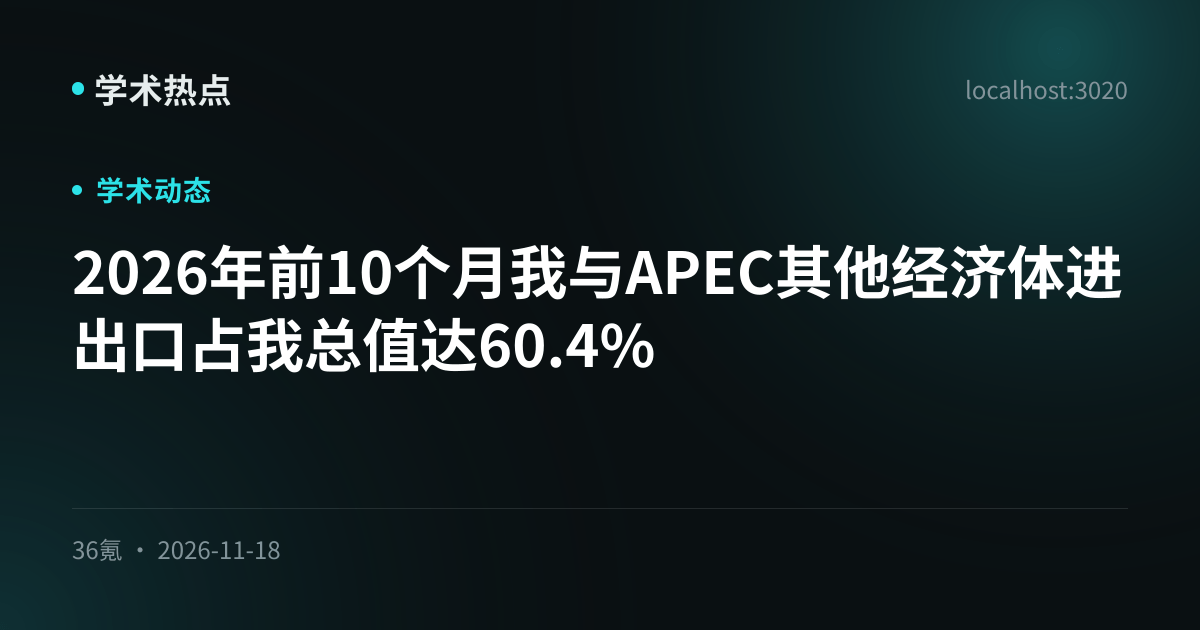 学术热点
localhost:3020
学术动态
2026年前10个月我与APEC其他经济体进
出口占我总值达60.4%
36氪 · 2026-11-18